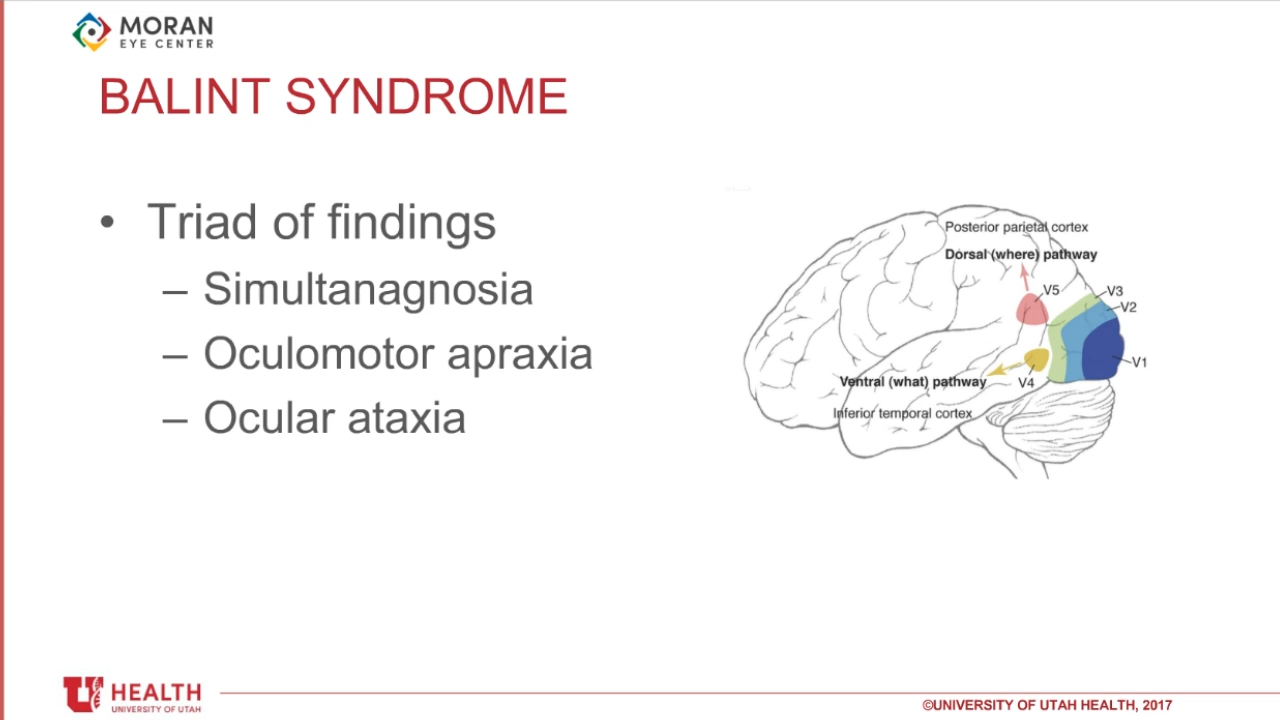 MORAN
EYE CENTER
BALINT SYNDROME
• Triad of findings
– Simultanagnosia
– Oculomotor apraxia
– Ocular ataxia
Posterior parietal cortex
Dorsal (where) pathway
V5
V3
V2
V1
Ventral (what) pathway
V4
Inferior temporal cortex
U HEALTH
UNIVERSITY OF UTAH
©UNIVERSITY OF UTAH HEALTH, 2017